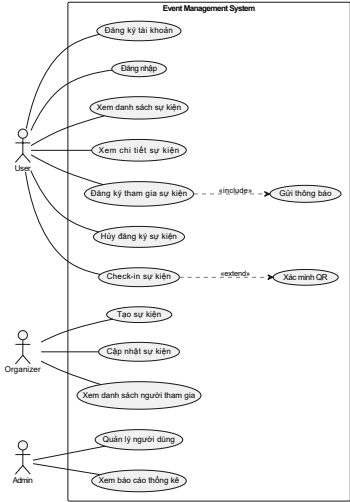 Event Management System
Đăng ký tài khoản
Đăng nhập
Xem danh sách sự kiện
Xem chi tiết sự kiện
User
Đăng ký tham gia sự kiện
«include»
Gửi thông báo
Hủy đăng ký sự kiện
Check-in sự kiện
«extend»
Xác minh QR
Tạo sự kiện
Cập nhật sự kiện
Organizer
Xem danh sách người tham gia
Quản lý người dùng
Admin
Xem báo cáo thống kê